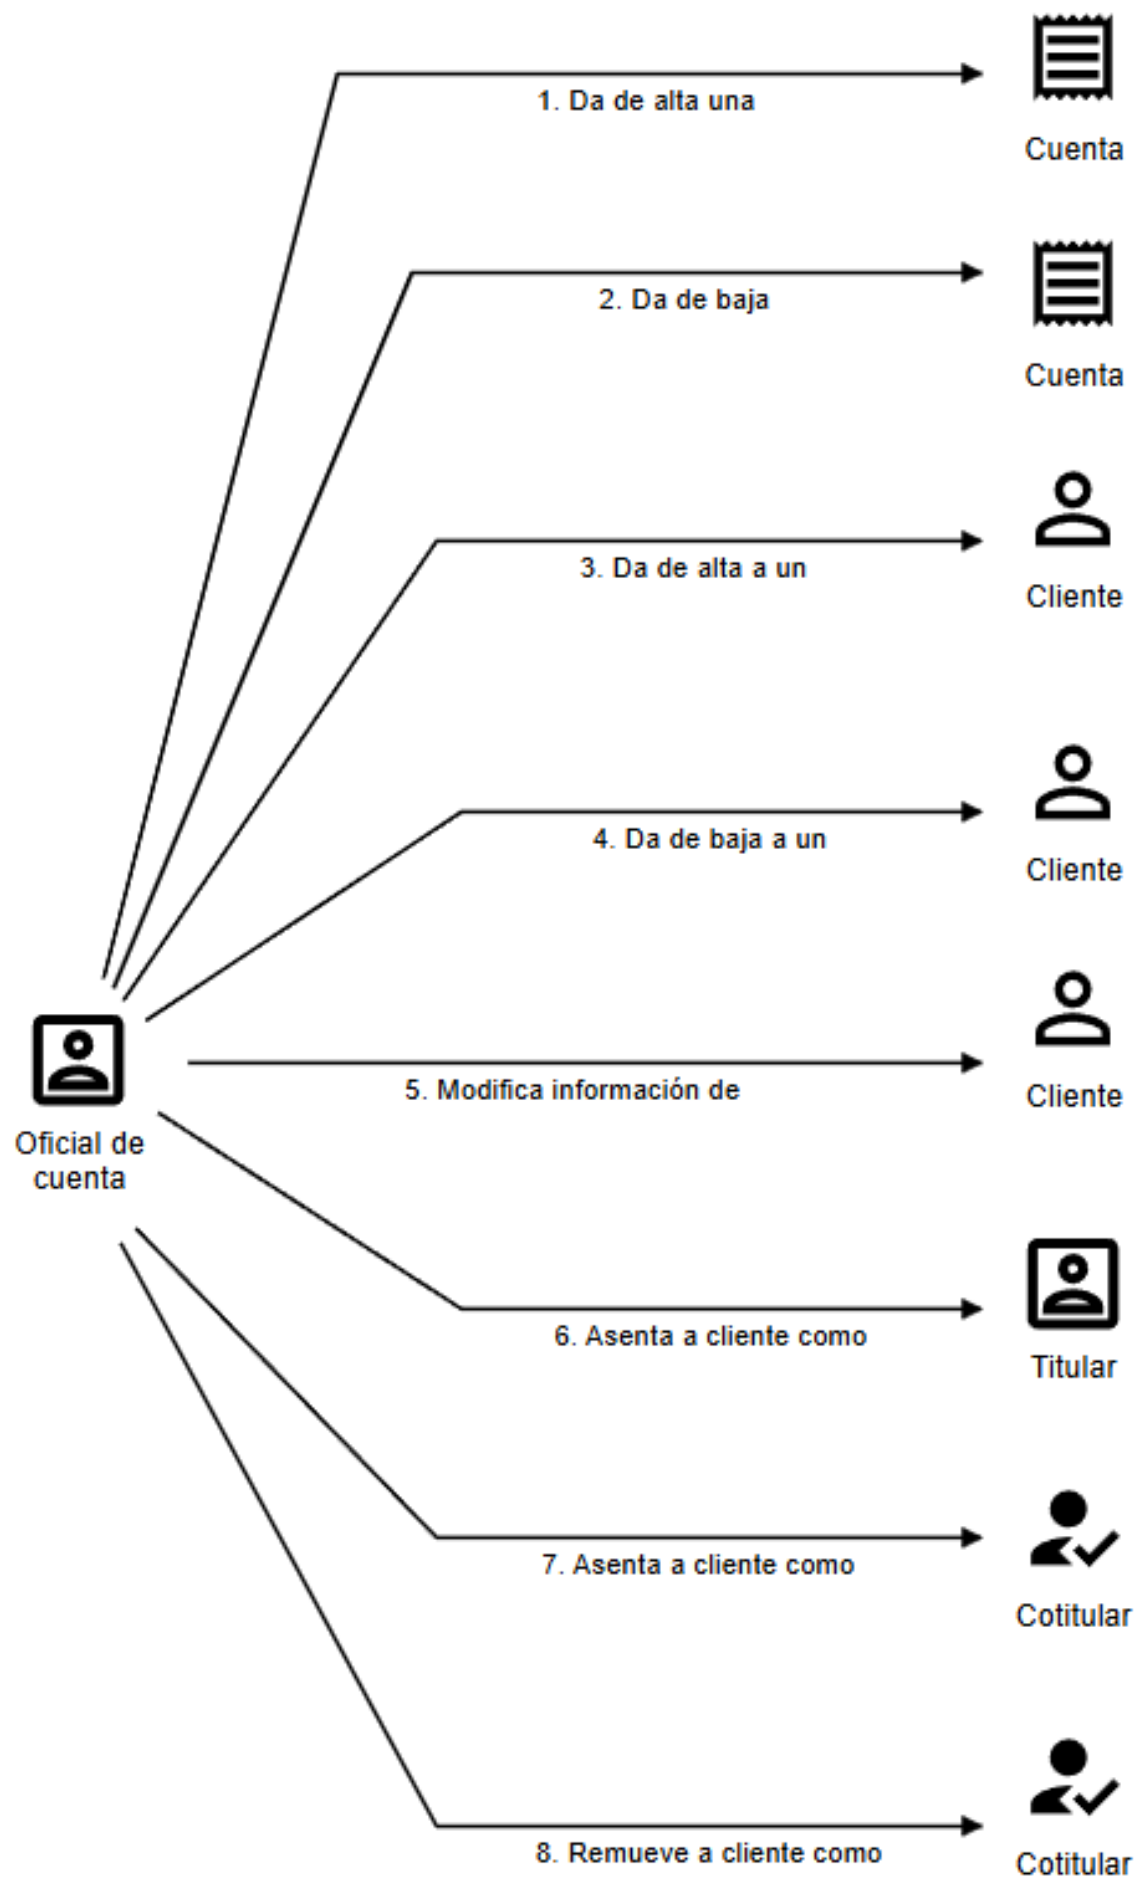 1. Da de alta una
Cuenta
2. Da de baja
Cuenta
3. Da de alta a un
Cliente
4. Da de baja a un
Cliente
5. Modifica información de
Cliente
Oficial de
cuenta
6. Asenta a cliente como
Titular
7. Asenta a cliente como
Cotitular
8. Remueve a cliente como
Cotitular